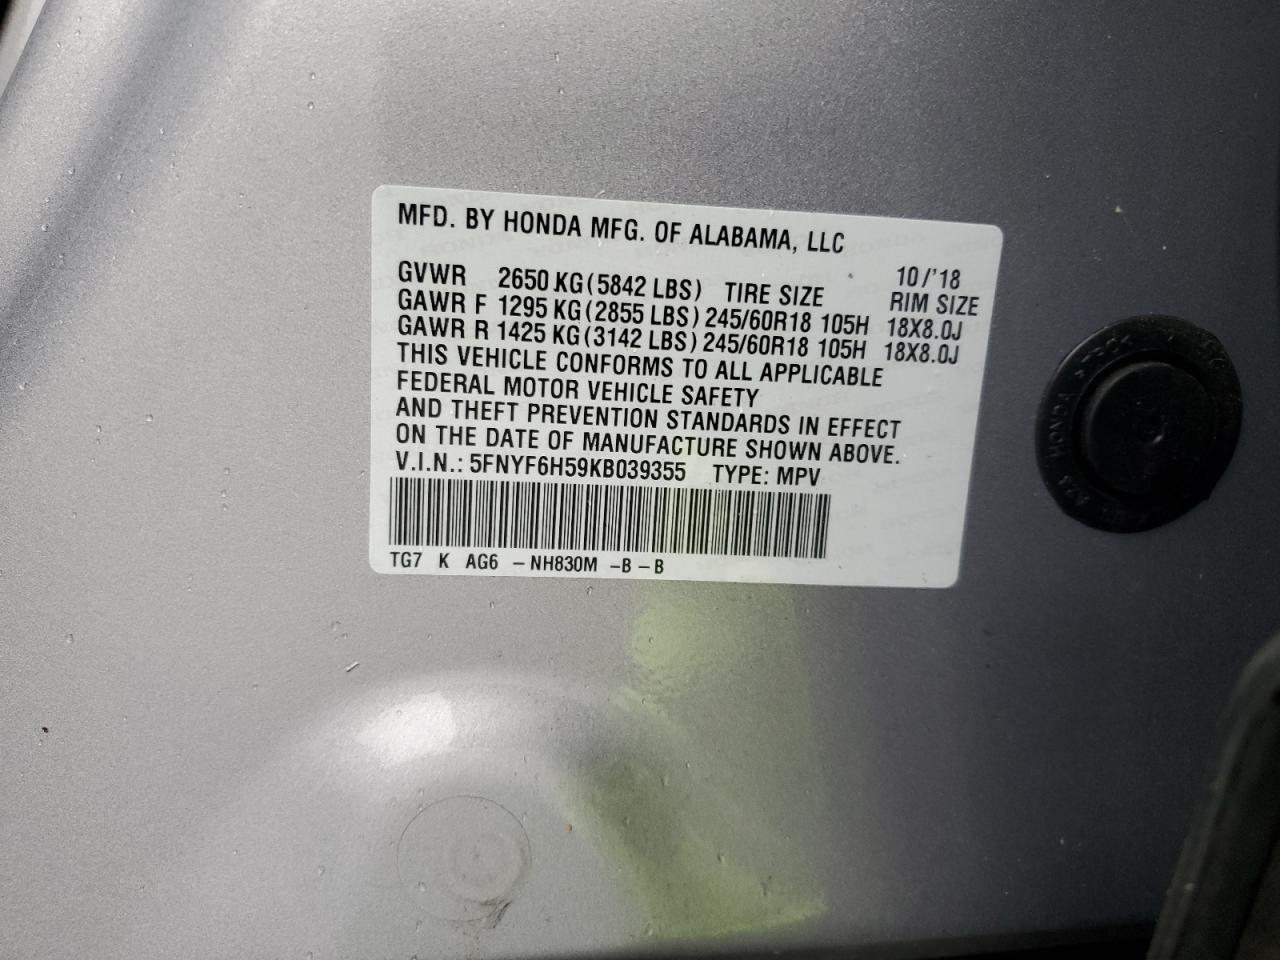 MFD. BY HONDA MFG. OF ALABAMA, LLC
10/'18
GVWR 2650 KG (5842 LBS) TIRE SIZE RIM SIZE
GAWR F 1295 KG (2855 LBS) 245/60R18 105H 18X8.0J
GAWR R 1425 KG (3142 LBS) 245/60R18 105H 18X8.0J
THIS VEHICLE CONFORMS TO ALL APPLICABLE
FEDERAL MOTOR VEHICLE SAFETY
AND THEFT PREVENTION STANDARDS IN EFFECT
ON THE DATE OF MANUFACTURE SHOWN ABOVE.
V.I.N.: 5FNYF6H59KB039355 TYPE: MPV
TG7 K AG6 - NH830M - B - B
HONDA